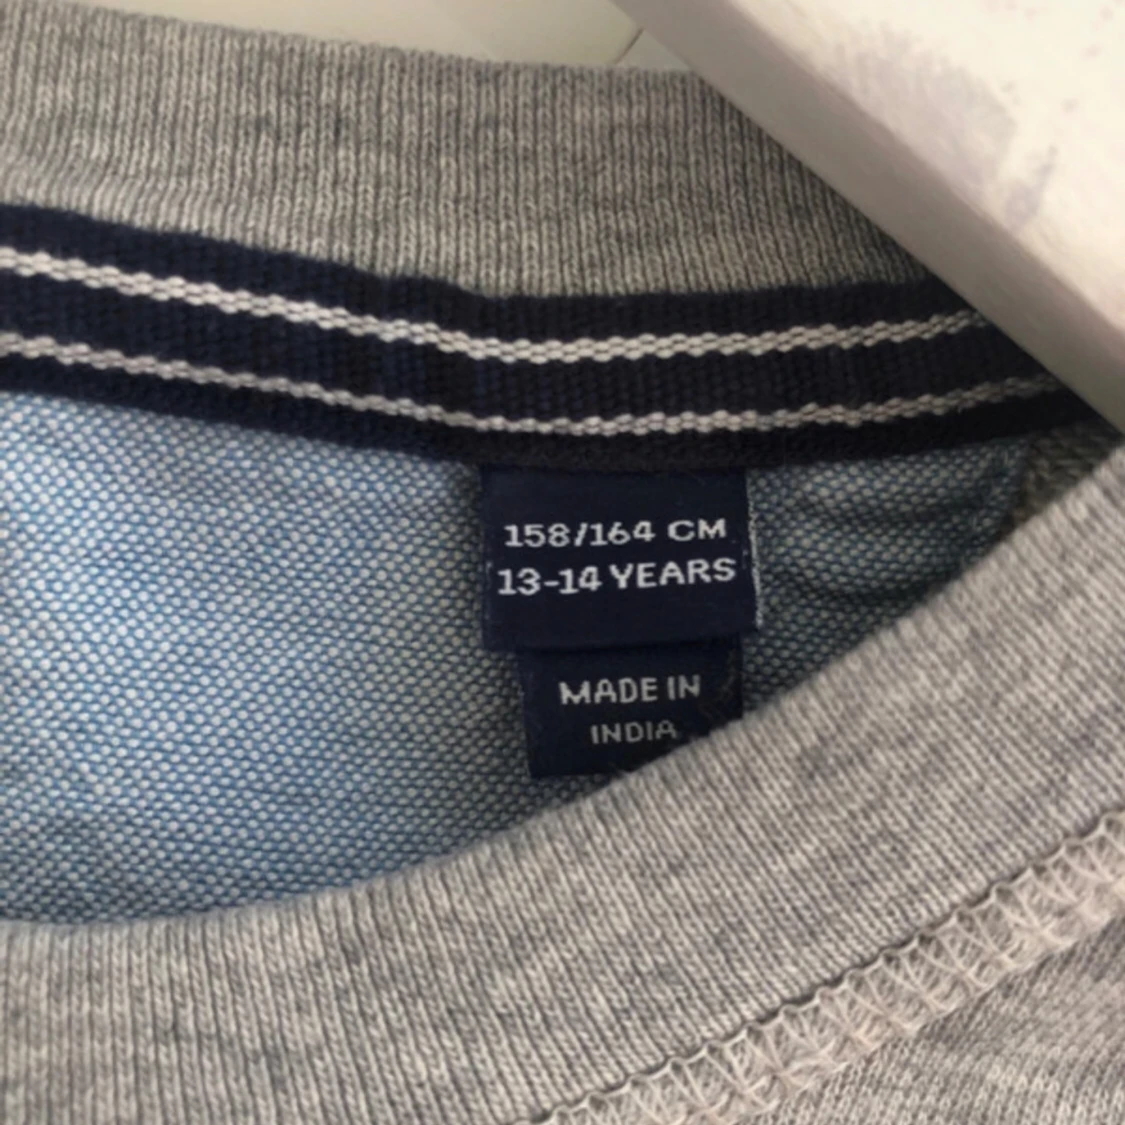 158/164 CM
13-14 YEARS
MADE IN
INDIA